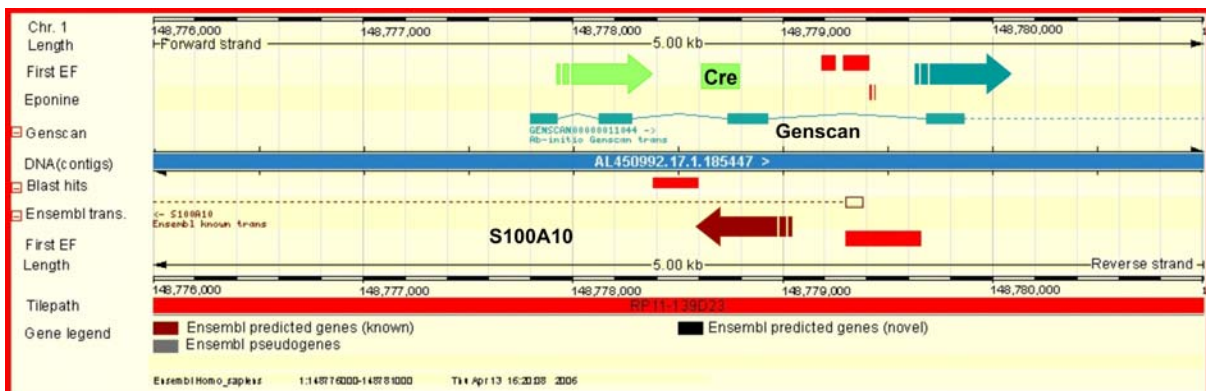 Chr. 1
148,776,000 148,777,000 148,778,000 148,779,000 148,780,000
Length
Forward strand
5.00 kb
First EF
Cre
Eponine
Genscan
GENSCAN00000011044 ->
Ab-initio Genscan trans
Genscan
DNA(contigs)
AL450992.17.1.185447 >
Blast hits
Ensembl trans.
<- S100A10
Ensembl known trans
S100A10
First EF
Length
5.00 kb
Reverse strand
148,776,000 148,777,000 148,778,000 148,779,000 148,780,000
Tilepath
RP11-139D23
Gene legend
Ensembl predicted genes (known)
Ensembl predicted genes (novel)
Ensembl pseudogenes
Ensembl Homo_sapiens 1:148776000-148781000 Thu Apr 13 16:20:08 2006